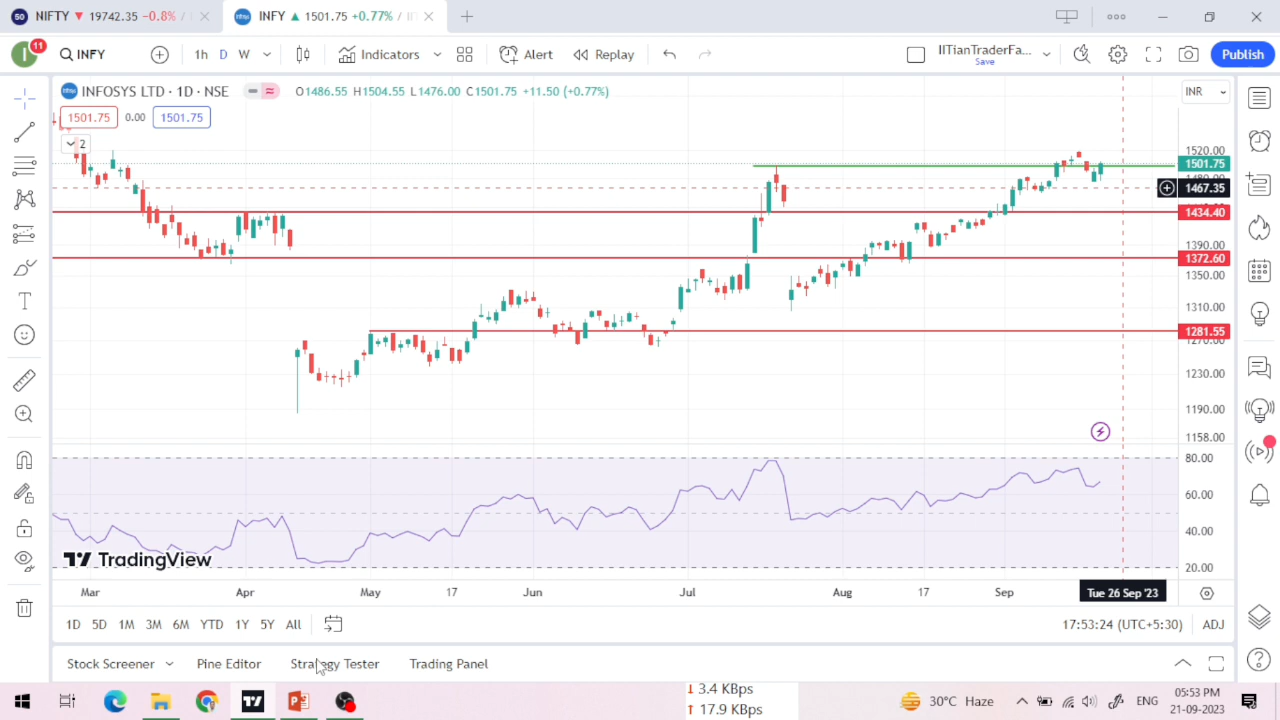 50 NIFTY ▼ 19742.35 −0.8% /
Infosys INFY ▲ 1501.75 +0.77% /
I 11
INFY
1h D W
Indicators
Alert
Replay
IITianTraderFa...
Save
Publish
INFOSYS LTD · 1D · NSE
O1486.55 H1504.55 L1476.00 C1501.75 +11.50 (+0.77%)
INR
1501.75 0.00 1501.75
2
1520.00
1501.75
1467.35
1434.40
1390.00
1372.60
1350.00
1310.00
1281.55
1270.00
1230.00
1190.00
1158.00
80.00
60.00
40.00
20.00
TradingView
Mar Apr May 17 Jun Jul Aug 17 Sep Tue 26 Sep '23
1D 5D 1M 3M 6M YTD 1Y 5Y All
17:53:24 (UTC+5:30) ADJ
Stock Screener Pine Editor Strategy Tester Trading Panel
↓ 3.4 KBps
↑ 17.9 KBps
30°C Haze
ENG
05:53 PM
21-09-2023